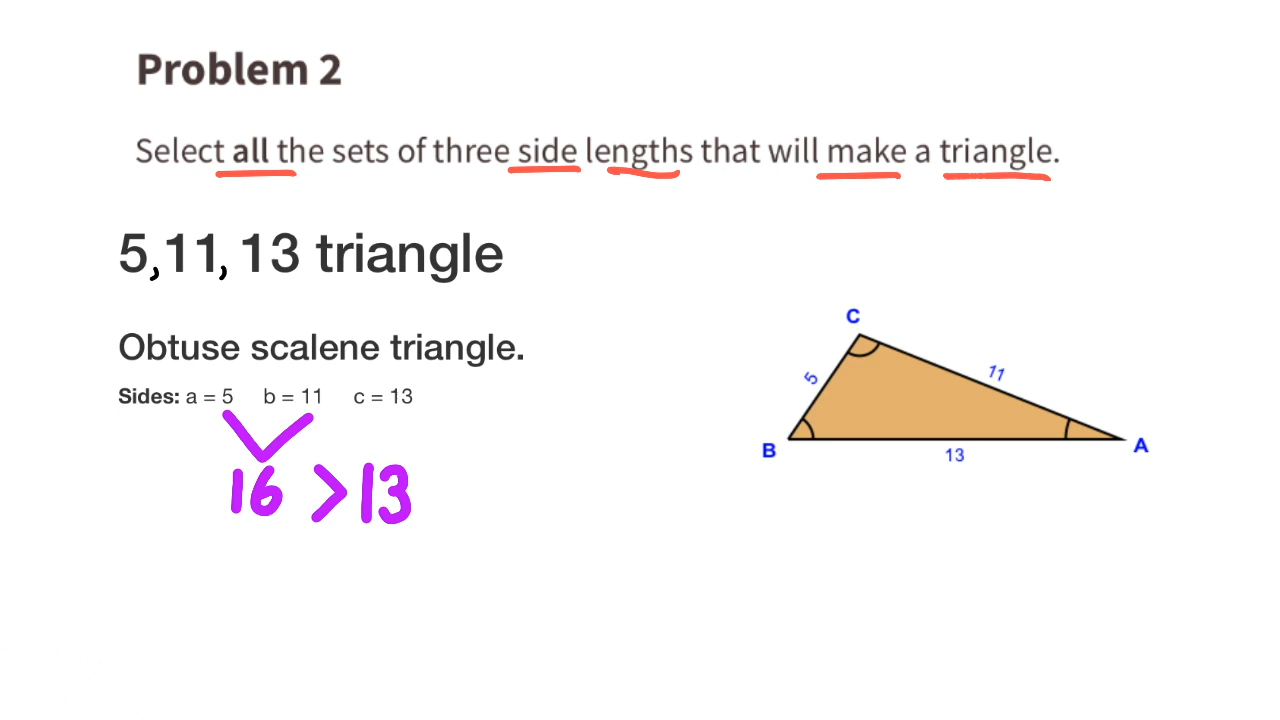 Problem 2
Select all the sets of three side lengths that will make a triangle.
5,11, 13 triangle
Obtuse scalene triangle.
Sides: a = 5 b = 11 c = 13
16 > 13
C
5
11
B
13
A